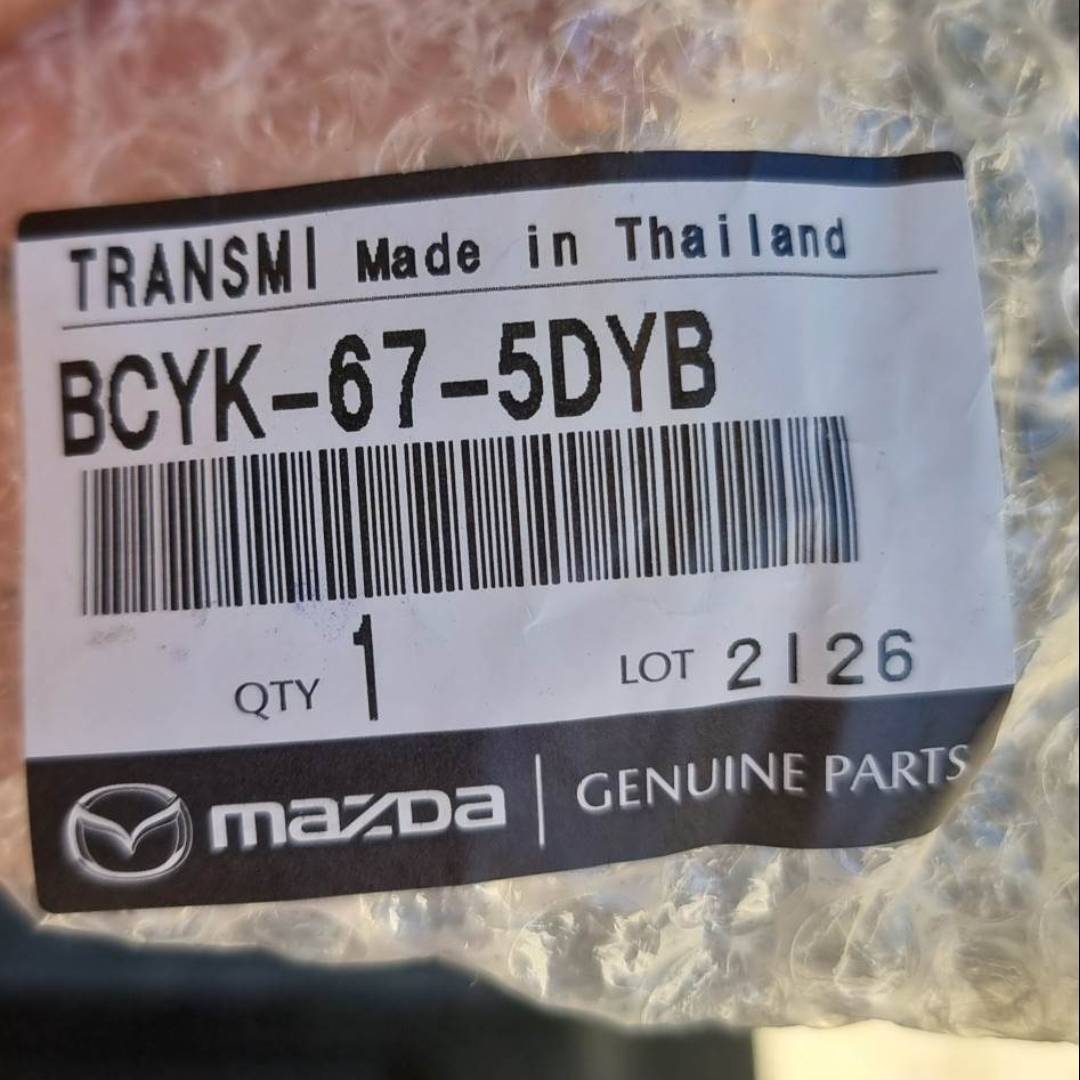 TRANSMI Made in Thailand
BCYK-67-5DYB
QTY 1 LOT 2126
mazda GENUINE PARTS